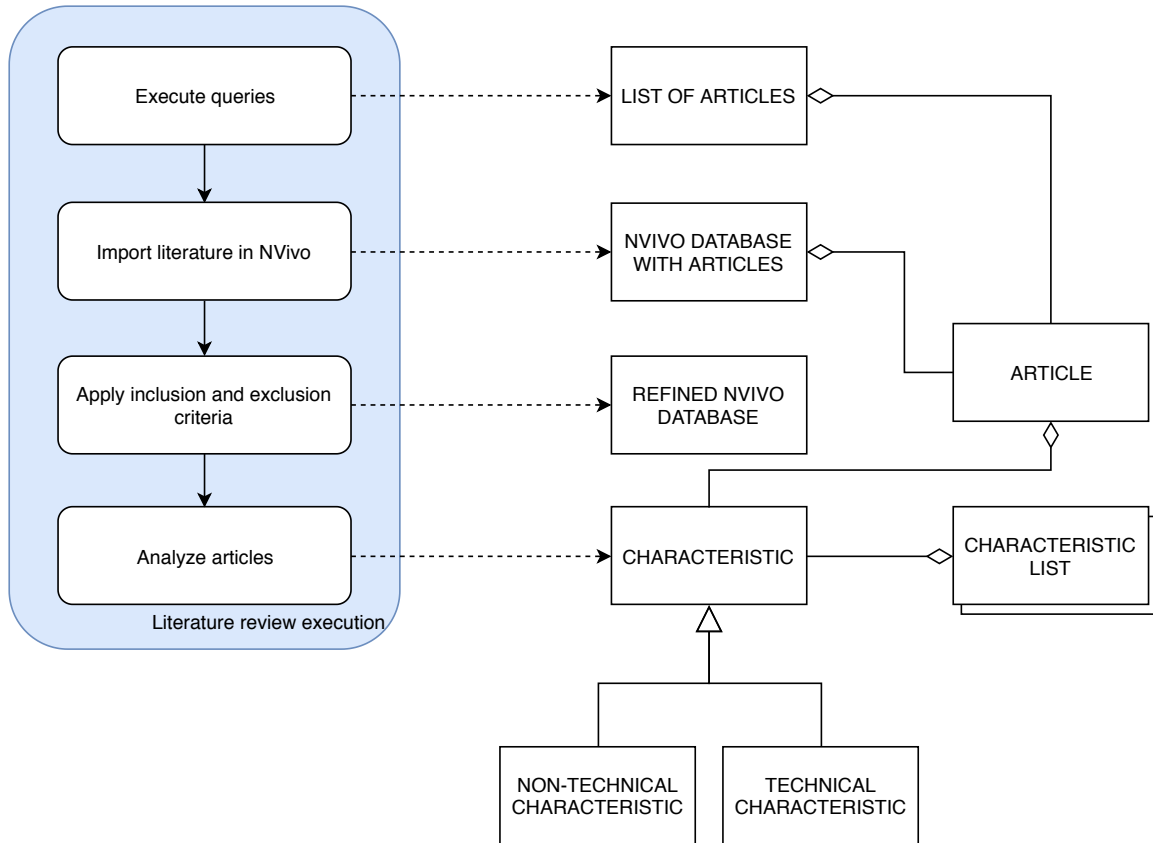 Execute queries
LIST OF ARTICLES
Import literature in NVivo
NVIVO DATABASE
WITH ARTICLES
ARTICLE
Apply inclusion and exclusion
criteria
REFINED NVIVO
DATABASE
Analyze articles
CHARACTERISTIC
CHARACTERISTIC
LIST
Literature review execution
NON-TECHNICAL
CHARACTERISTIC
TECHNICAL
CHARACTERISTIC